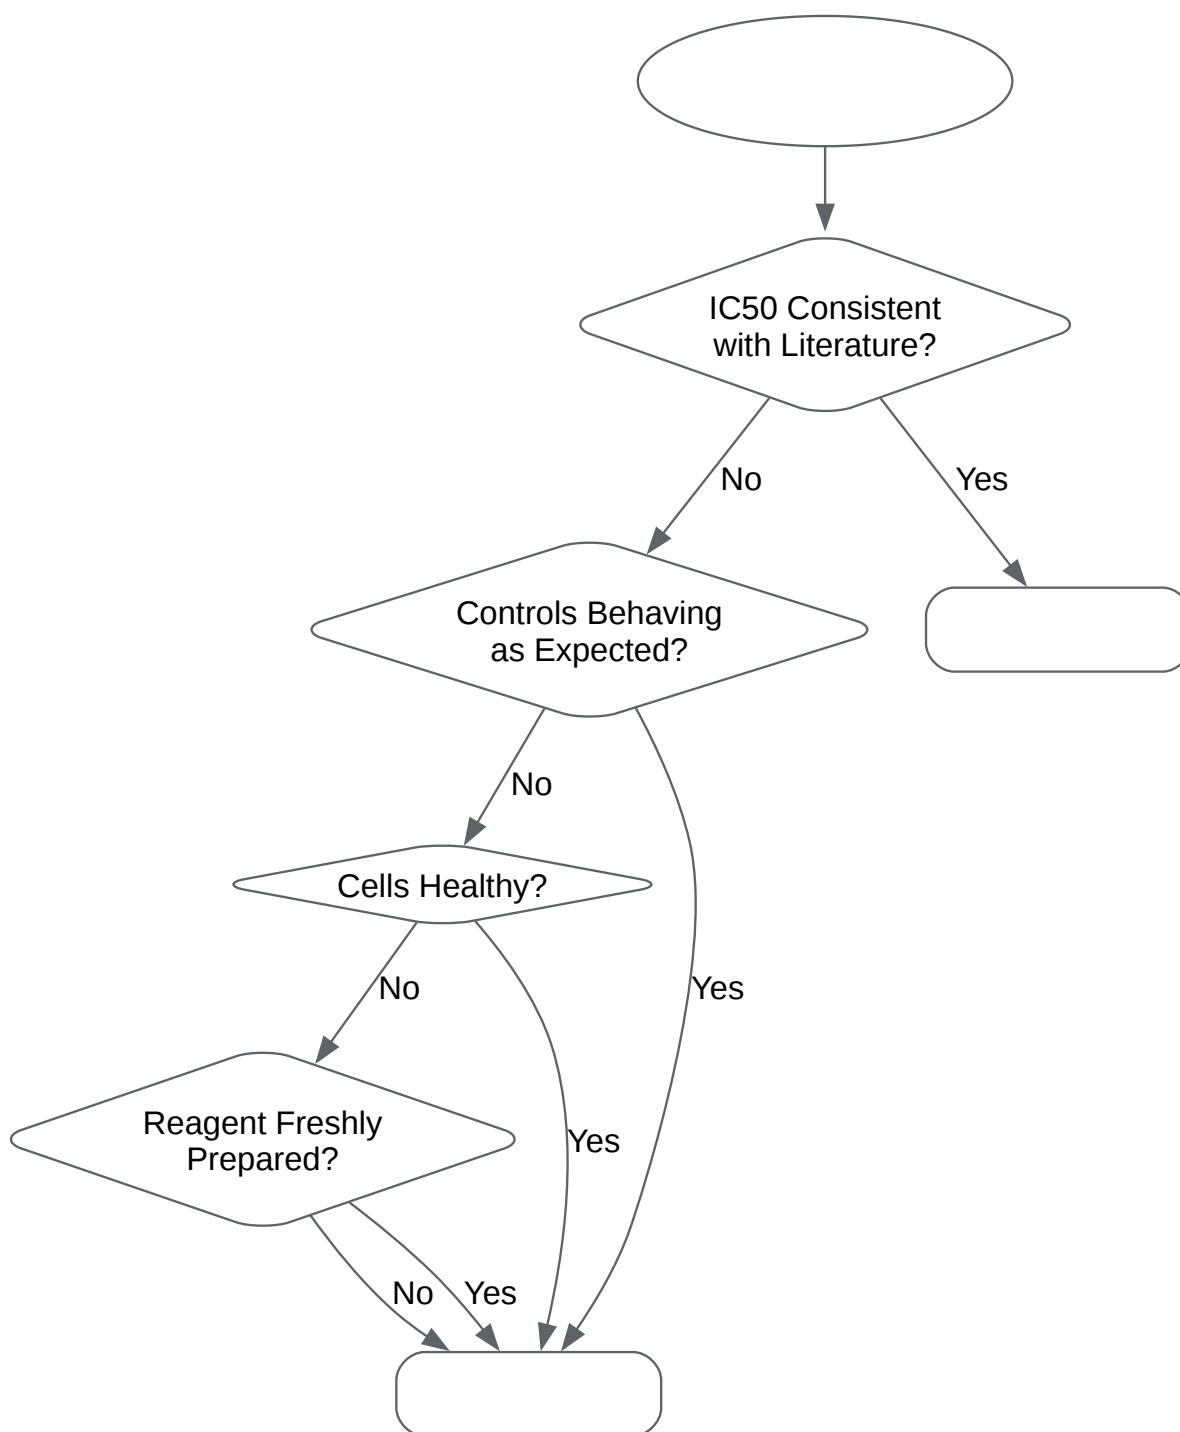 IC50 Consistent
with Literature?
No
Yes
Controls Behaving
as Expected?
No
Cells Healthy?
No
Yes
Reagent Freshly
Prepared?
Yes
No
Yes